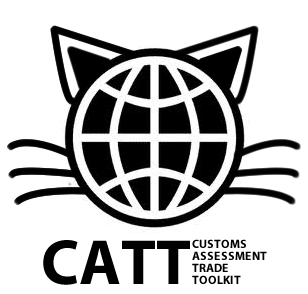 CATT
CUSTOMS
ASSESSMENT
TRADE
TOOLKIT